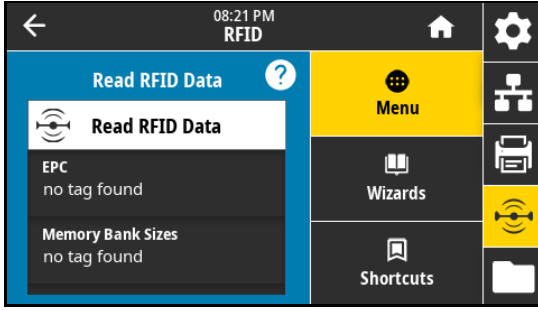 08:21 PM
RFID
Read RFID Data
?
Read RFID Data
EPC
no tag found
Memory Bank Sizes
no tag found
Menu
Wizards
Shortcuts